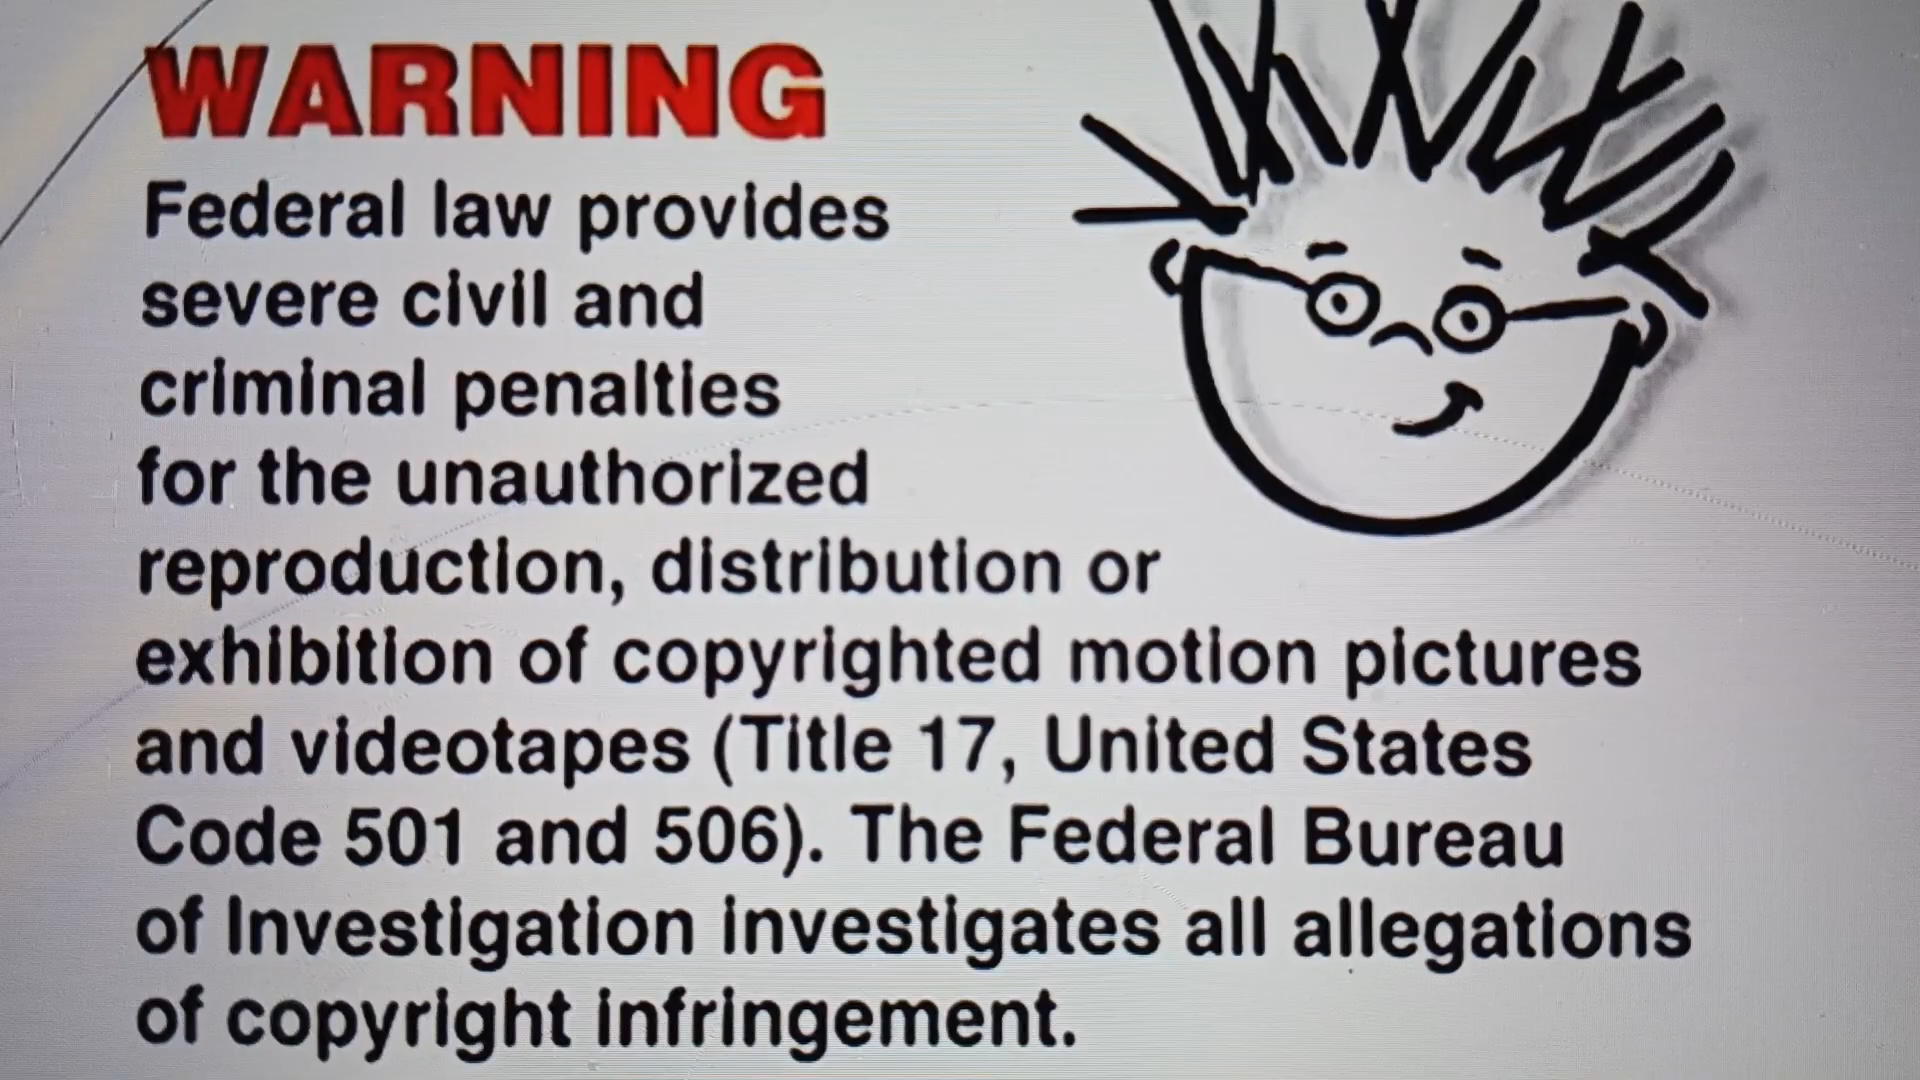 WARNING
Federal law provides
severe civil and
criminal penalties
for the unauthorized
reproduction, distribution or
exhibition of copyrighted motion pictures
and videotapes (Title 17, United States
Code 501 and 506). The Federal Bureau
of Investigation investigates all allegations
of copyright infringement.